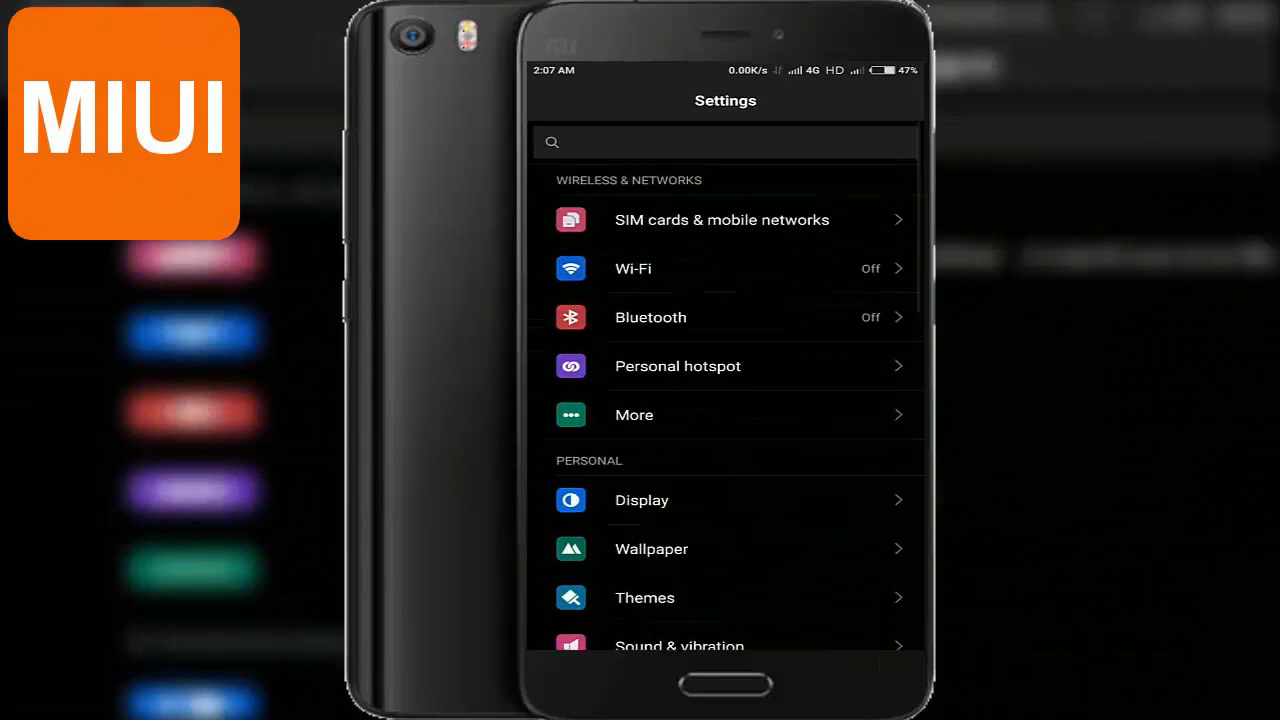 MIUI
2:07 AM 0.00K/s 4G HD 47%
Settings
WIRELESS & NETWORKS
SIM cards & mobile networks
Wi-Fi Off
Bluetooth Off
Personal hotspot
More
PERSONAL
Display
Wallpaper
Themes
Sound & vibration